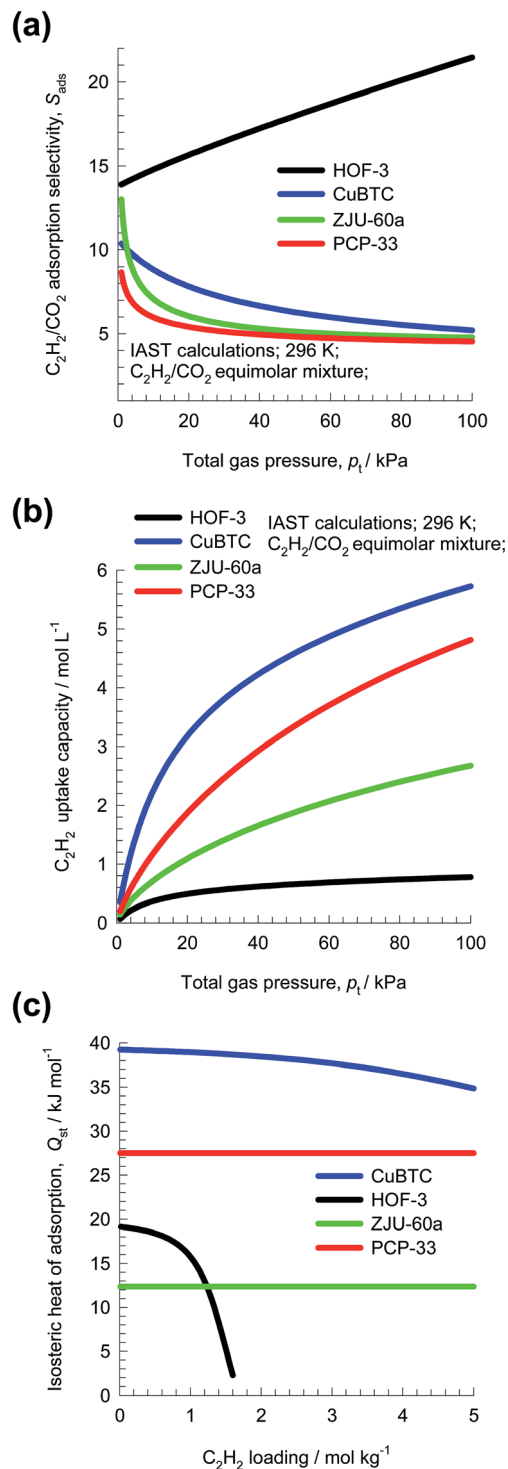 (a)
C₂H₂/CO₂ adsorption selectivity, Sads
20
15
10
5
HOF-3
CuBTC
ZJU-60a
PCP-33
IAST calculations; 296 K;
C₂H₂/CO₂ equimolar mixture;
0 20 40 60 80 100
Total gas pressure, pt / kPa
(b)
HOF-3
CuBTC
ZJU-60a
PCP-33
IAST calculations; 296 K;
C₂H₂/CO₂ equimolar mixture;
C₂H₂ uptake capacity / mol L⁻¹
6
5
4
3
2
1
0
0 20 40 60 80 100
Total gas pressure, pt / kPa
(c)
Isosteric heat of adsorption, Qst / kJ mol⁻¹
40
35
30
25
20
15
10
5
0
CuBTC
HOF-3
ZJU-60a
PCP-33
0 1 2 3 4 5
C₂H₂ loading / mol kg⁻¹